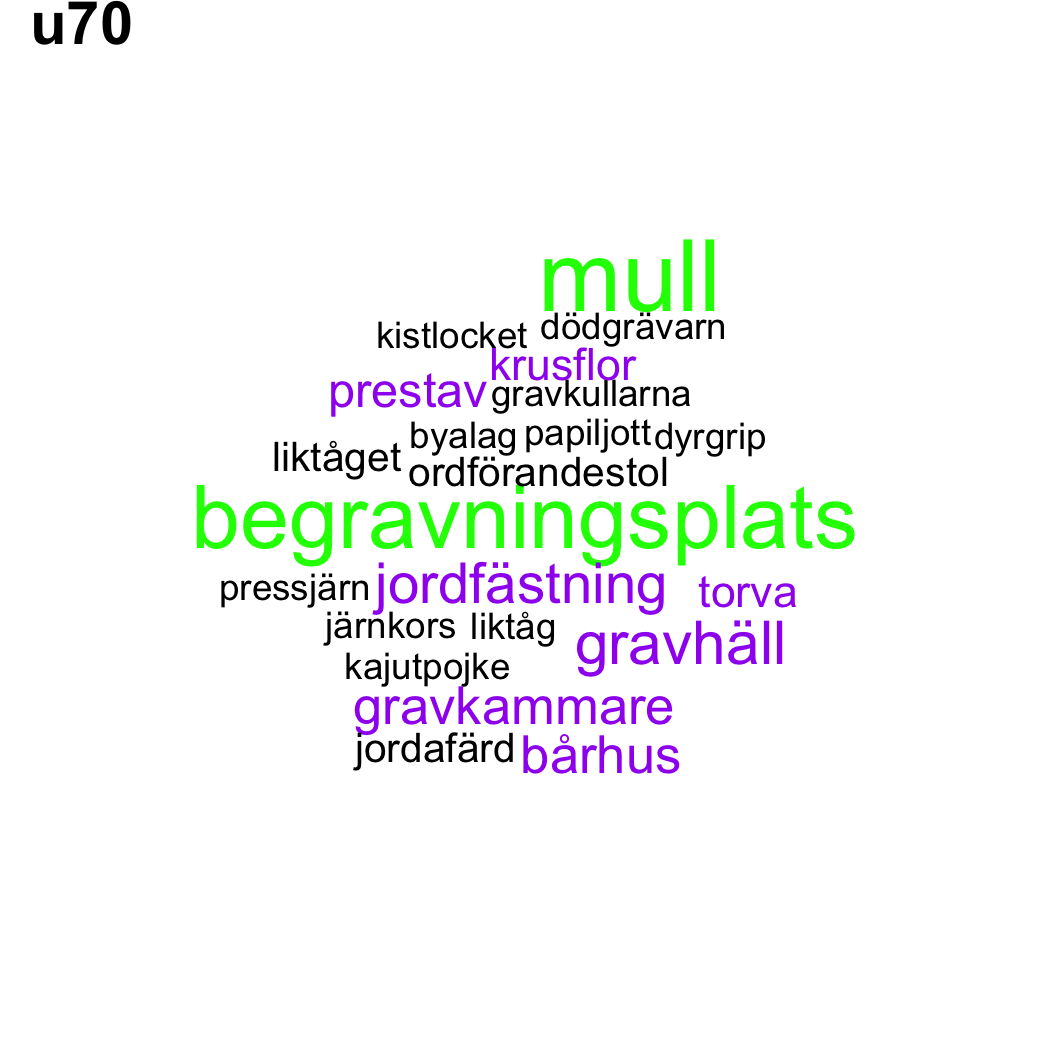 u70
mull
kistlocket dödgrävarn
krusflor
prestav gravkullarna
byalag papiljott dyrgrip
liktåget ordförandestol
begravningsplats
pressjärn jordfästning torva
järnkors liktåg gravhäll
kajutpojke
gravkammare
jordafärd bårhus